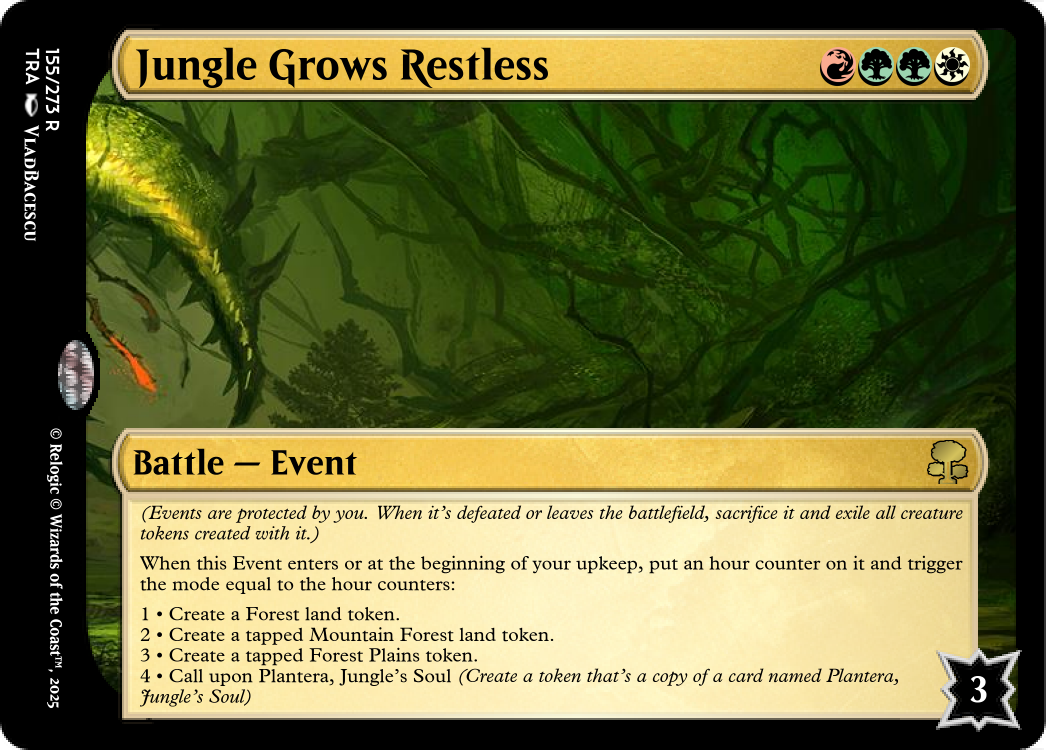 Jungle Grows Restless
155/273 R
TRA VLADBACESCU
© Relogic © Wizards of the Coast™, 2025
Battle — Event
(Events are protected by you. When it's defeated or leaves the battlefield, sacrifice it and exile all creature
tokens created with it.)
When this Event enters or at the beginning of your upkeep, put an hour counter on it and trigger
the mode equal to the hour counters:
1 • Create a Forest land token.
2 • Create a tapped Mountain Forest land token.
3 • Create a tapped Forest Plains token.
4 • Call upon Plantera, Jungle's Soul (Create a token that's a copy of a card named Plantera,
Jungle's Soul)
3